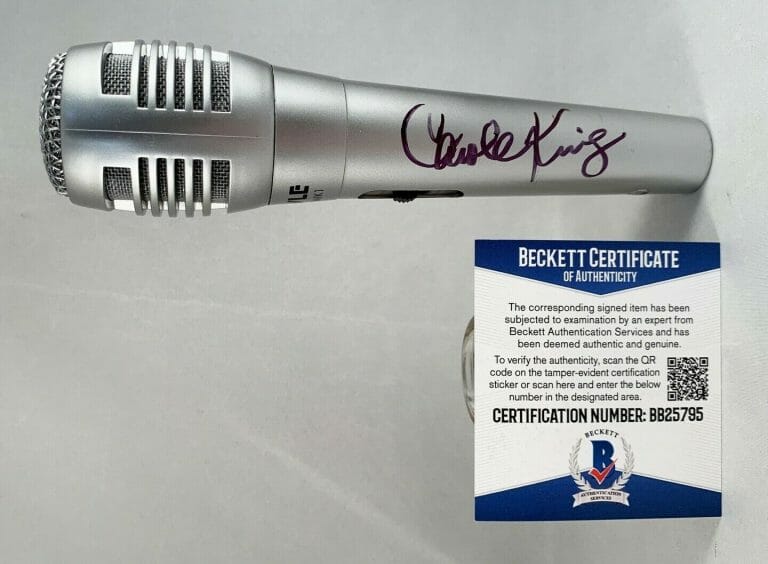 Carole King
LE
BECKETT CERTIFICATE
OF AUTHENTICITY
The corresponding signed item has been
subjected to examination by an expert from
Beckett Authentication Services and has
been deemed authentic and genuine.
To verify the authenticity, scan the QR
code on the tamper-evident certification
sticker or scan here and enter the below
number in the designated area.
CERTIFICATION NUMBER: BB25795
BECKETT
B
AUTHENTICATION
SERVICES